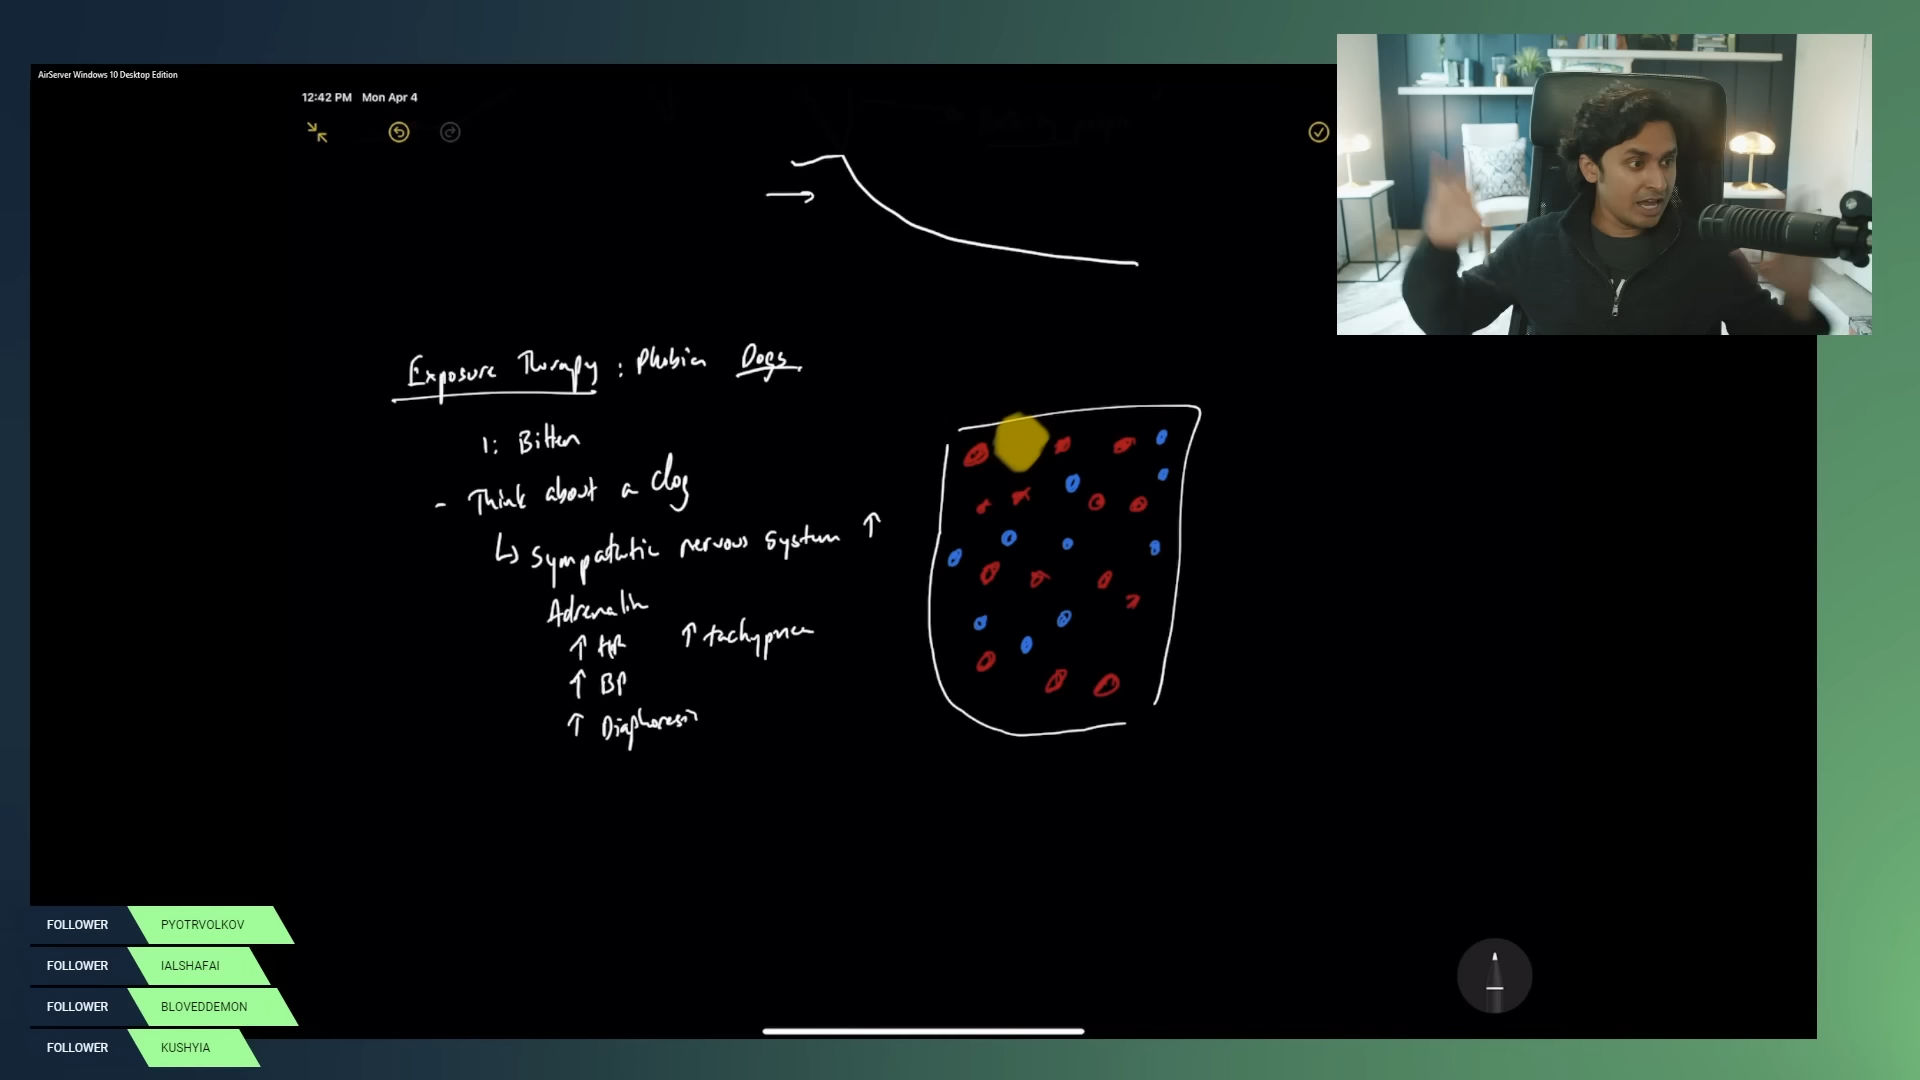 AirServer Windows 10 Desktop Edition
12:42 PM Mon Apr 4
Exposure Therapy : Phobia Dogs
1: Bitten
- Think about a dog
↳ Sympathetic nervous system ↑
Adrenalin
↑ HR ↑ tachypnea
↑ BP
↑ Diaphoresis
FOLLOWER PYOTRVOLKOV
FOLLOWER IALSHAFAI
FOLLOWER BLOVEDDEMON
FOLLOWER KUSHYIA